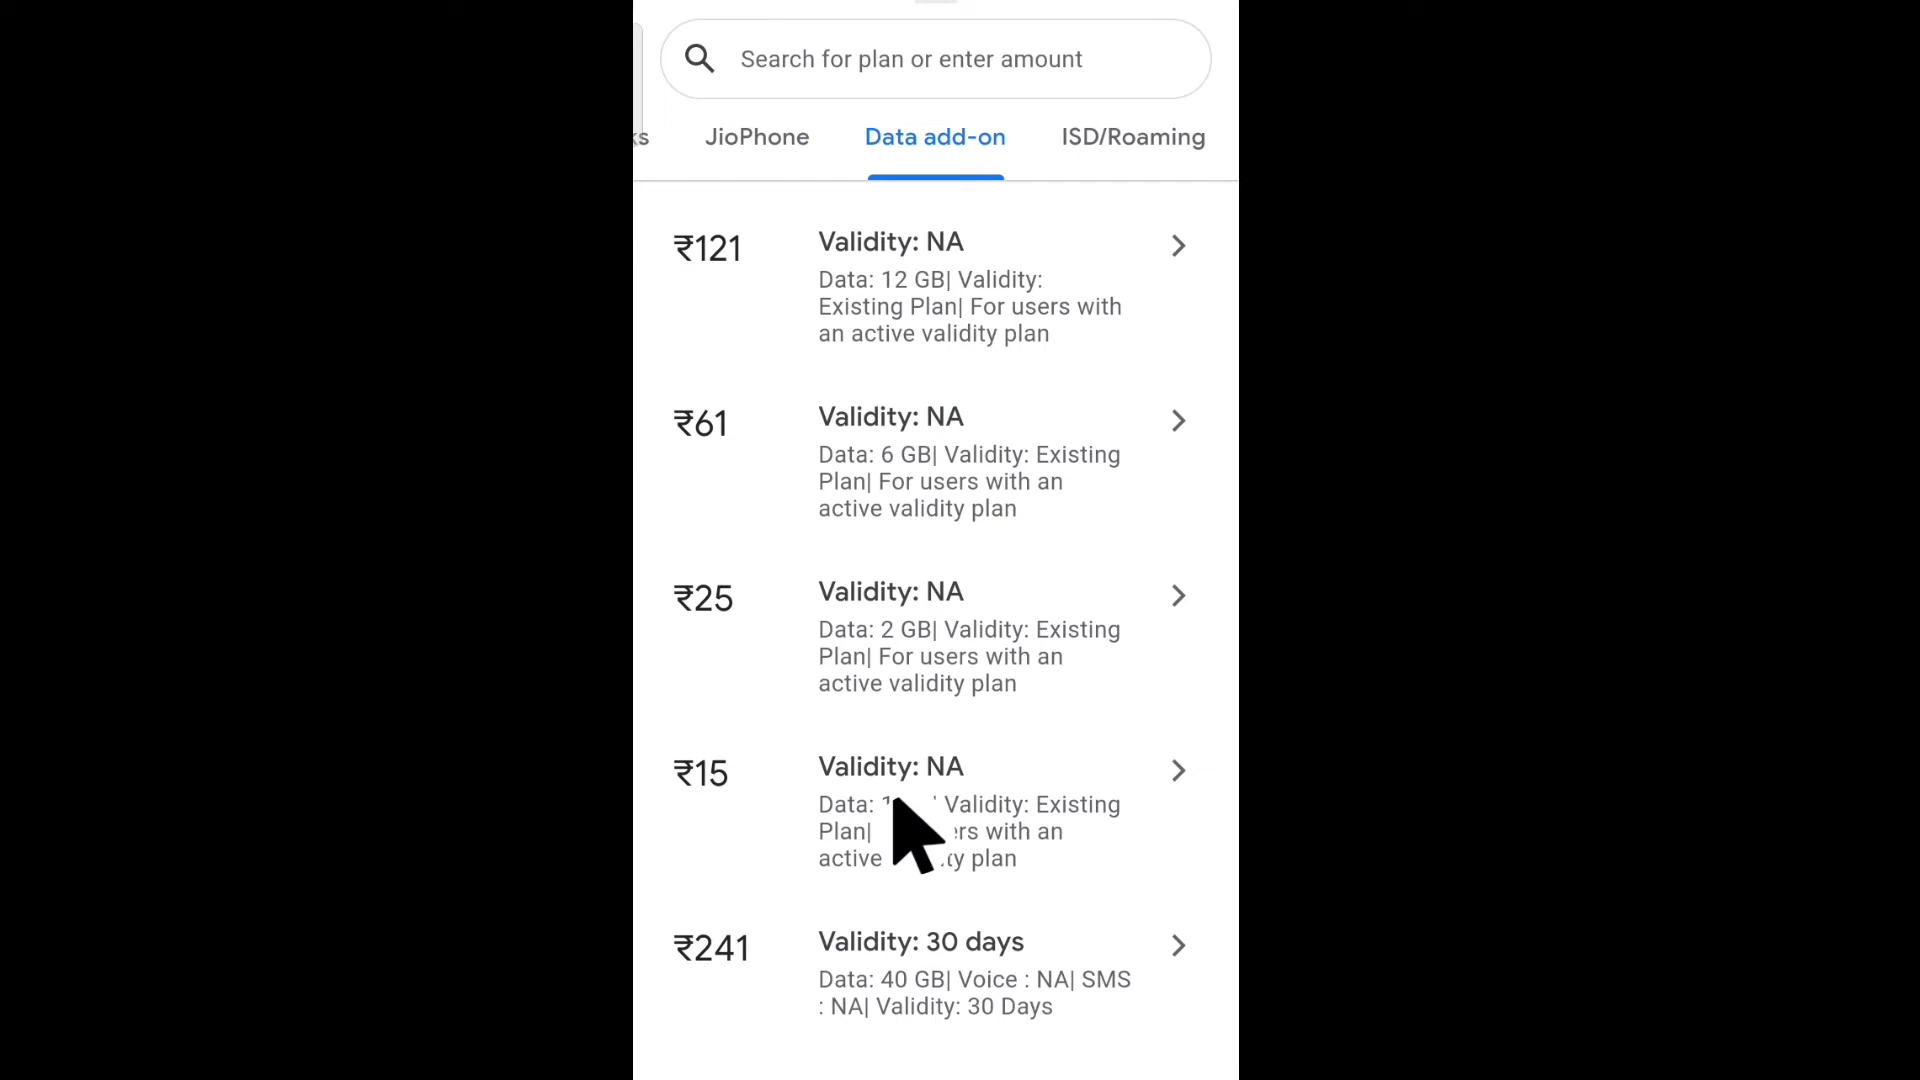 Search for plan or enter amount
JioPhone Data add-on ISD/Roaming
₹121 Validity: NA
Data: 12 GB| Validity:
Existing Plan| For users with
an active validity plan
₹61 Validity: NA
Data: 6 GB| Validity: Existing
Plan| For users with an
active validity plan
₹25 Validity: NA
Data: 2 GB| Validity: Existing
Plan| For users with an
active validity plan
₹15 Validity: NA
Data: Validity: Existing
Plan| with an
active plan
₹241 Validity: 30 days
Data: 40 GB| Voice : NA| SMS
: NA| Validity: 30 Days